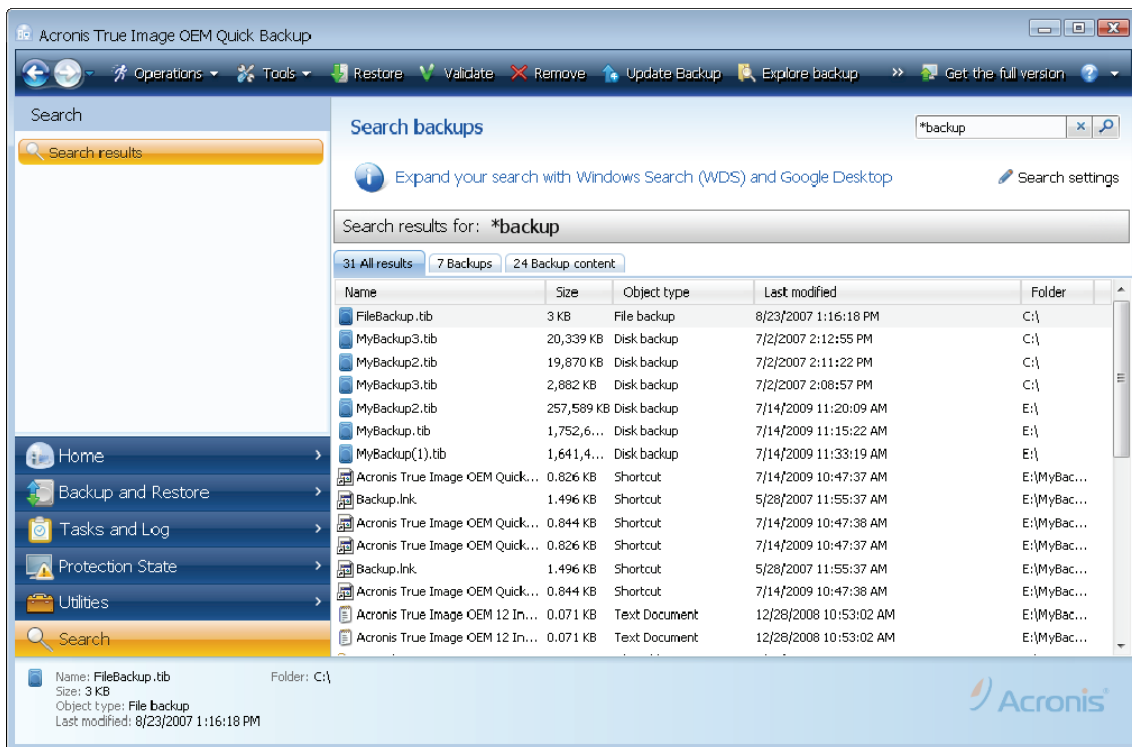 Acronis True Image OEM Quick Backup
Operations Tools Restore Validate Remove Update Backup Explore backup >> Get the full version ?
Search
Search results
Search backups
*backup
Expand your search with Windows Search (WDS) and Google Desktop
Search settings
Search results for: *backup
31 All results 7 Backups 24 Backup content
Name Size Object type Last modified Folder
FileBackup.tib 3 KB File backup 8/23/2007 1:16:18 PM C:\
MyBackup3.tib 20,339 KB Disk backup 7/2/2007 2:12:55 PM C:\
MyBackup2.tib 19,870 KB Disk backup 7/2/2007 2:11:22 PM C:\
MyBackup3.tib 2,882 KB Disk backup 7/2/2007 2:08:57 PM C:\
MyBackup2.tib 257,589 KB Disk backup 7/14/2009 11:20:09 AM E:\
MyBackup.tib 1,752,6... Disk backup 7/14/2009 11:15:22 AM E:\
MyBackup(1).tib 1,641,4... Disk backup 7/14/2009 11:33:19 AM E:\
Acronis True Image OEM Quick... 0.826 KB Shortcut 7/14/2009 10:47:37 AM E:\MyBac...
Backup.lnk 1.496 KB Shortcut 5/28/2007 11:55:37 AM E:\MyBac...
Acronis True Image OEM Quick... 0.844 KB Shortcut 7/14/2009 10:47:38 AM E:\MyBac...
Acronis True Image OEM Quick... 0.826 KB Shortcut 7/14/2009 10:47:37 AM E:\MyBac...
Backup.lnk 1.496 KB Shortcut 5/28/2007 11:55:37 AM E:\MyBac...
Acronis True Image OEM Quick... 0.844 KB Shortcut 7/14/2009 10:47:38 AM E:\MyBac...
Acronis True Image OEM 12 In... 0.071 KB Text Document 12/28/2008 10:53:02 AM E:\MyBac...
Acronis True Image OEM 12 In... 0.071 KB Text Document 12/28/2008 10:53:02 AM E:\MyBac...
Home
Backup and Restore
Tasks and Log
Protection State
Utilities
Search
Name: FileBackup.tib Folder: C:\
Size: 3 KB
Object type: File backup
Last modified: 8/23/2007 1:16:18 PM
Acronis